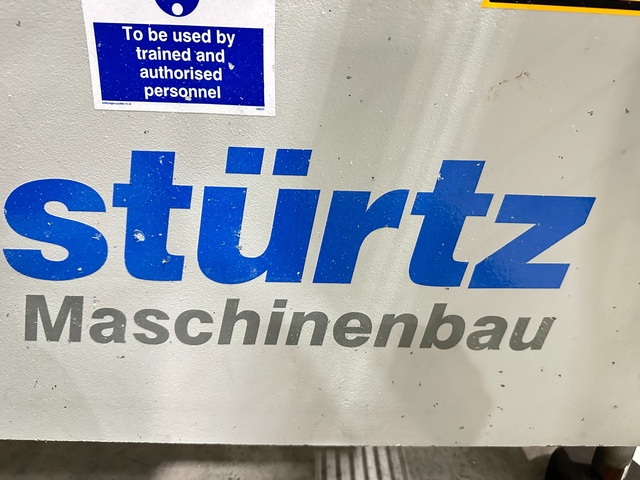 To be used by
trained and
authorised
personnel
stürtz
Maschinenbau